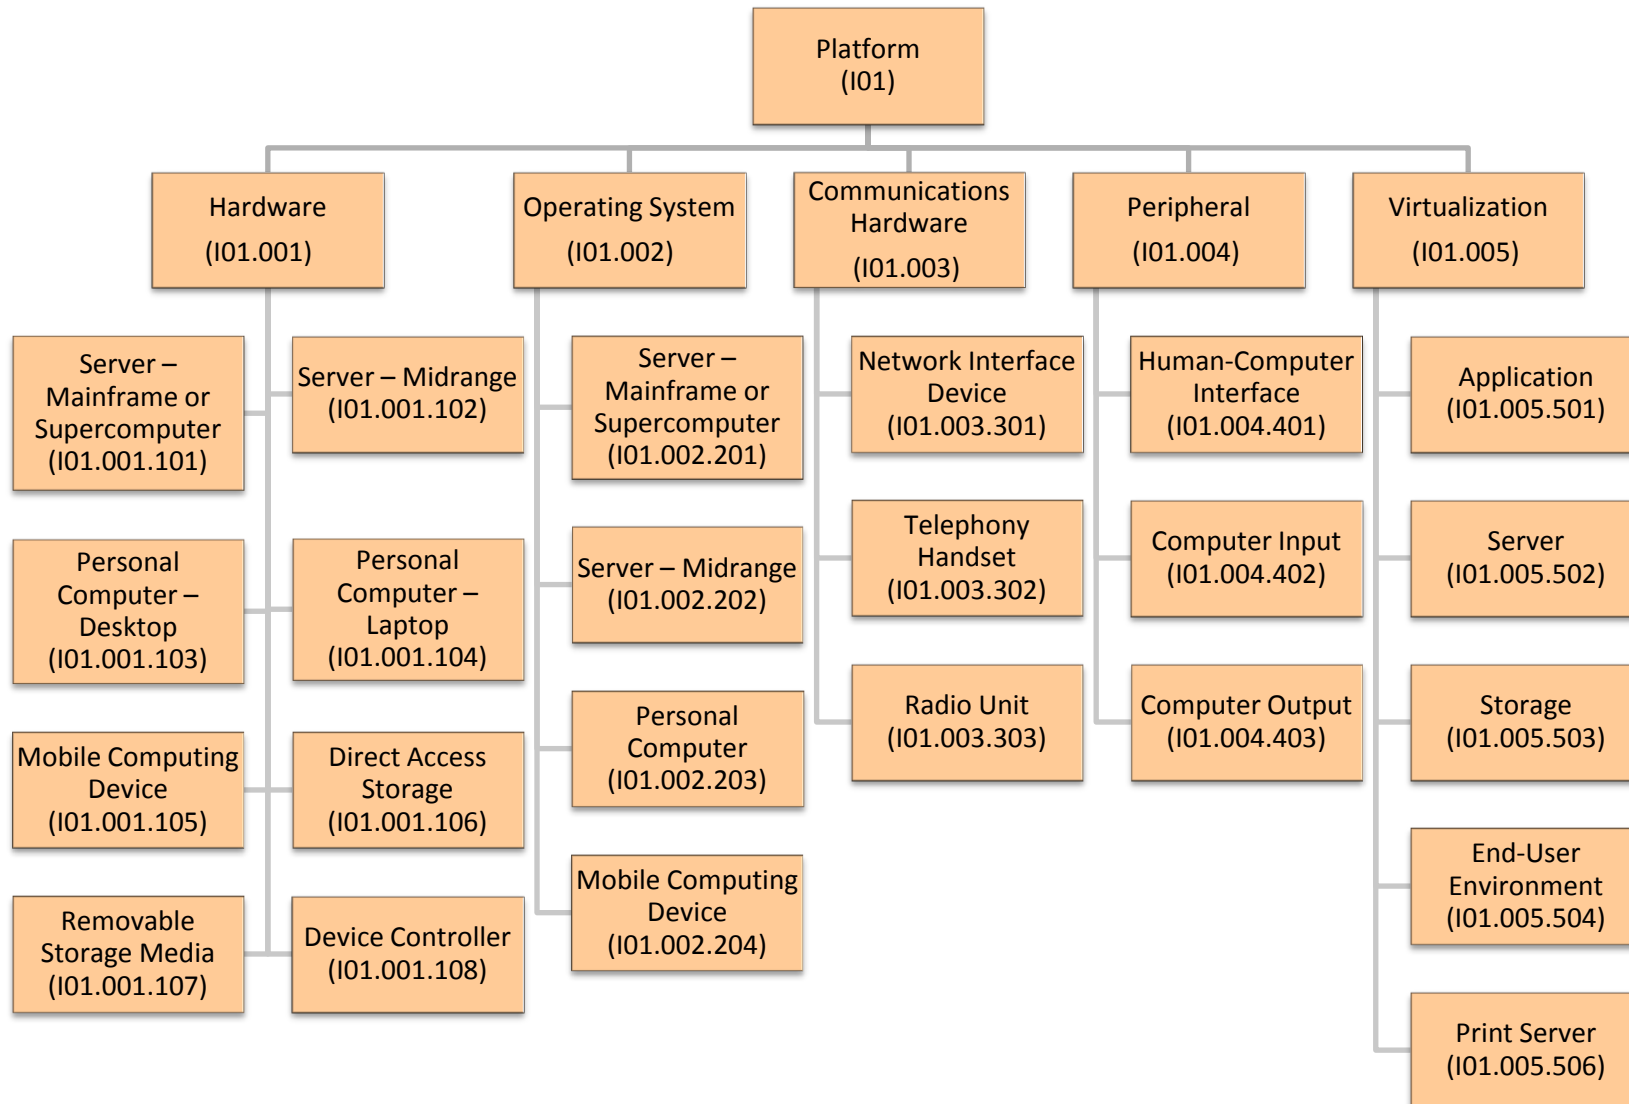 Platform
(I01)
Hardware
(I01.001)
Operating System
(I01.002)
Communications
Hardware
(I01.003)
Peripheral
(I01.004)
Virtualization
(I01.005)
Server –
Mainframe or
Supercomputer
(I01.001.101)
Server – Midrange
(I01.001.102)
Personal
Computer –
Desktop
(I01.001.103)
Personal
Computer –
Laptop
(I01.001.104)
Mobile Computing
Device
(I01.001.105)
Direct Access
Storage
(I01.001.106)
Removable
Storage Media
(I01.001.107)
Device Controller
(I01.001.108)
Server –
Mainframe or
Supercomputer
(I01.002.201)
Server – Midrange
(I01.002.202)
Personal
Computer
(I01.002.203)
Mobile Computing
Device
(I01.002.204)
Network Interface
Device
(I01.003.301)
Telephony
Handset
(I01.003.302)
Radio Unit
(I01.003.303)
Human-Computer
Interface
(I01.004.401)
Computer Input
(I01.004.402)
Computer Output
(I01.004.403)
Application
(I01.005.501)
Server
(I01.005.502)
Storage
(I01.005.503)
End-User
Environment
(I01.005.504)
Print Server
(I01.005.506)